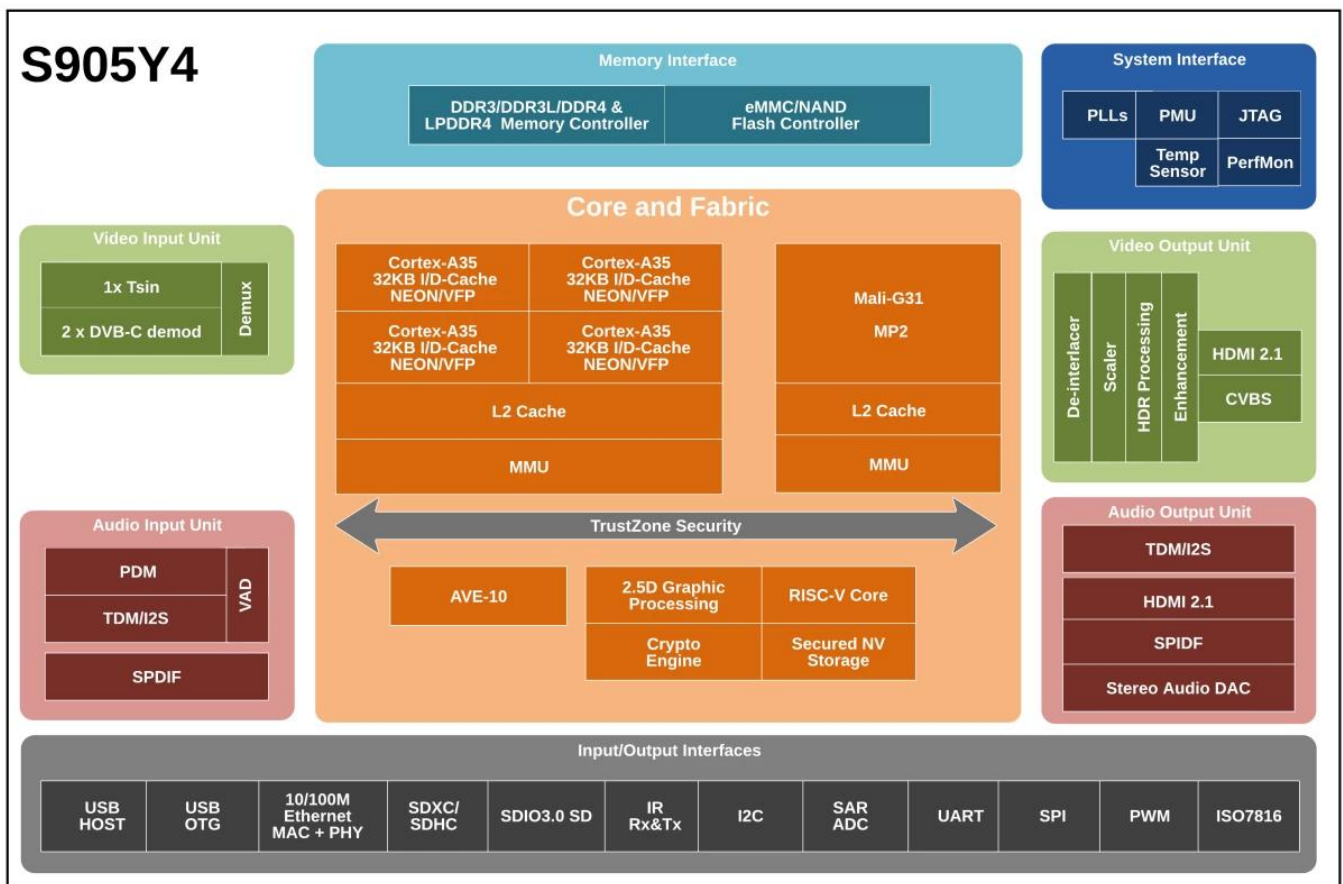 S905Y4
Memory Interface
DDR3/DDR3L/DDR4 &
LPDDR4 Memory Controller
eMMC/NAND
Flash Controller
System Interface
PLLs
PMU
JTAG
Temp
Sensor
PerfMon
Video Input Unit
1x Tsin
2 x DVB-C demod
Demux
Core and Fabric
Cortex-A35
32KB I/D-Cache
NEON/VFP
Cortex-A35
32KB I/D-Cache
NEON/VFP
Cortex-A35
32KB I/D-Cache
NEON/VFP
Cortex-A35
32KB I/D-Cache
NEON/VFP
L2 Cache
MMU
Mali-G31
MP2
L2 Cache
MMU
TrustZone Security
AVE-10
2.5D Graphic
Processing
RISC-V Core
Crypto
Engine
Secured NV
Storage
Video Output Unit
De-interlacer
Scaler
HDR Processing
Enhancement
HDMI 2.1
CVBS
Audio Input Unit
PDM
TDM/I2S
VAD
SPDIF
Audio Output Unit
TDM/I2S
HDMI 2.1
SPIDF
Stereo Audio DAC
Input/Output Interfaces
USB
HOST
USB
OTG
10/100M
Ethernet
MAC + PHY
SDXC/
SDHC
SDIO3.0 SD
IR
Rx&Tx
I2C
SAR
ADC
UART
SPI
PWM
ISO7816